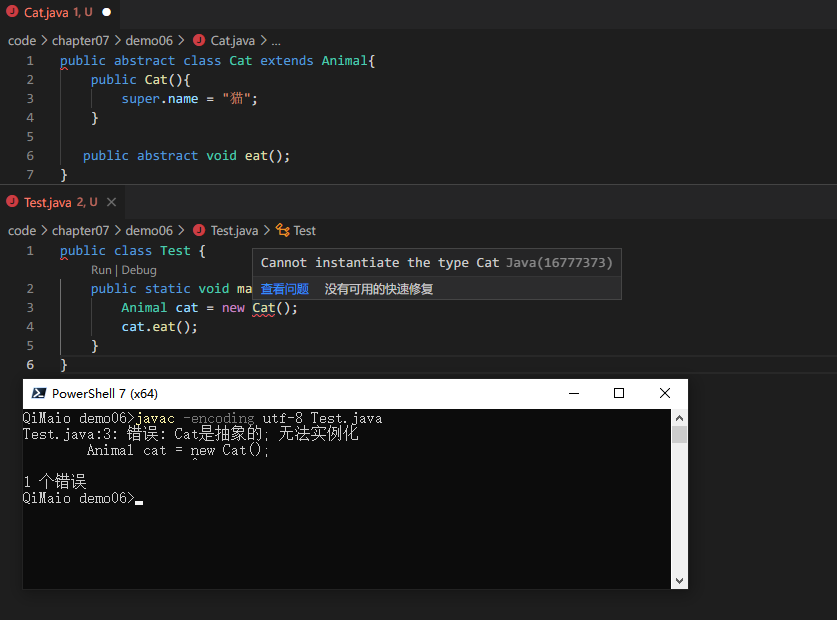 Cat.java 1, U ●
code > chapter07 > demo06 > Cat.java > ...
1 public abstract class Cat extends Animal{
2 public Cat(){
3 super.name = "猫";
4 }
5
6 public abstract void eat();
7 }
Test.java 2, U ×
code > chapter07 > demo06 > Test.java > Test
1 public class Test {
Run | Debug
Cannot instantiate the type Cat Java(16777373)
查看问题 没有可用的快速修复
2 public static void ma
3 Animal cat = new Cat();
4 cat.eat();
5 }
6 }
PowerShell 7 (x64)
QiMaio demo06>javac -encoding utf-8 Test.java
Test.java:3: 错误: Cat是抽象的; 无法实例化
Animal cat = new Cat();
^
1 个错误
QiMaio demo06>